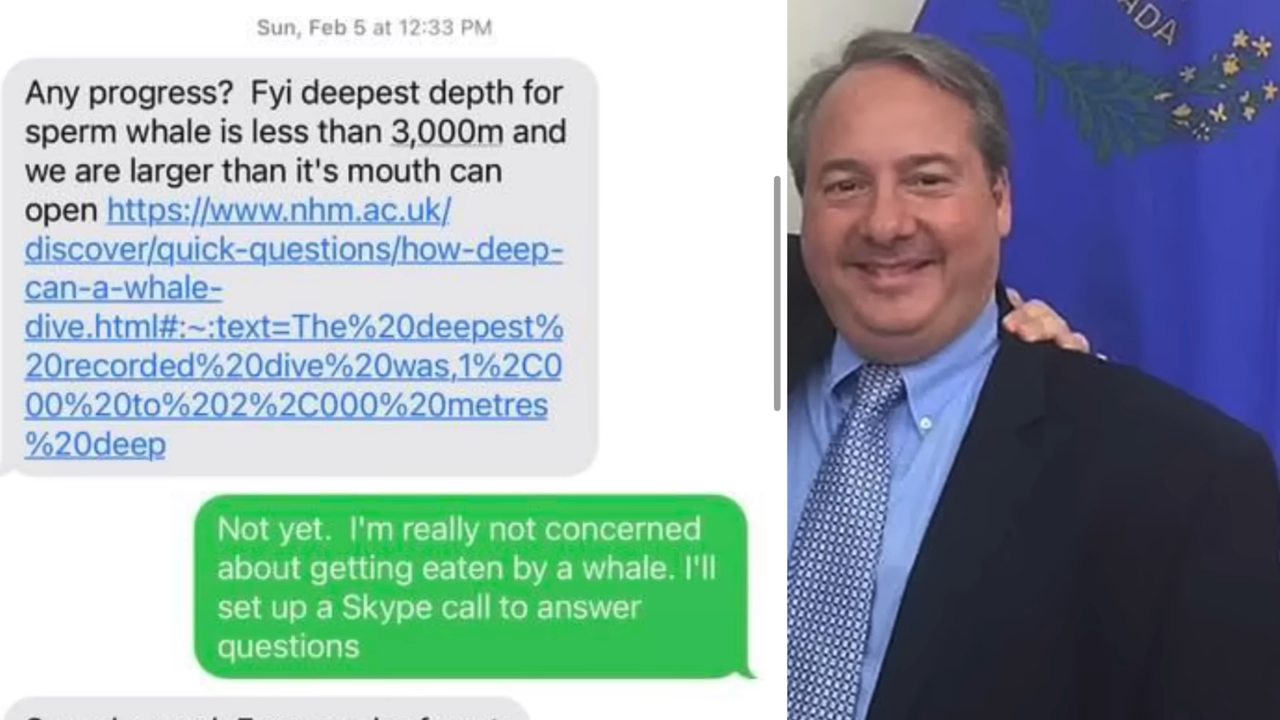 Sun, Feb 5 at 12:33 PM
Any progress?  Fyi deepest depth for
sperm whale is less than 3,000m and
we are larger than it's mouth can
open https://www.nhm.ac.uk/
discover/quick-questions/how-deep-
can-a-whale-
dive.html#:~:text=The%20deepest%
20recorded%20dive%20was,1%2C0
00%20to%202%2C000%20metres
%20deep
Not yet.  I'm really not concerned
about getting eaten by a whale. I'll
set up a Skype call to answer
questions
ADA